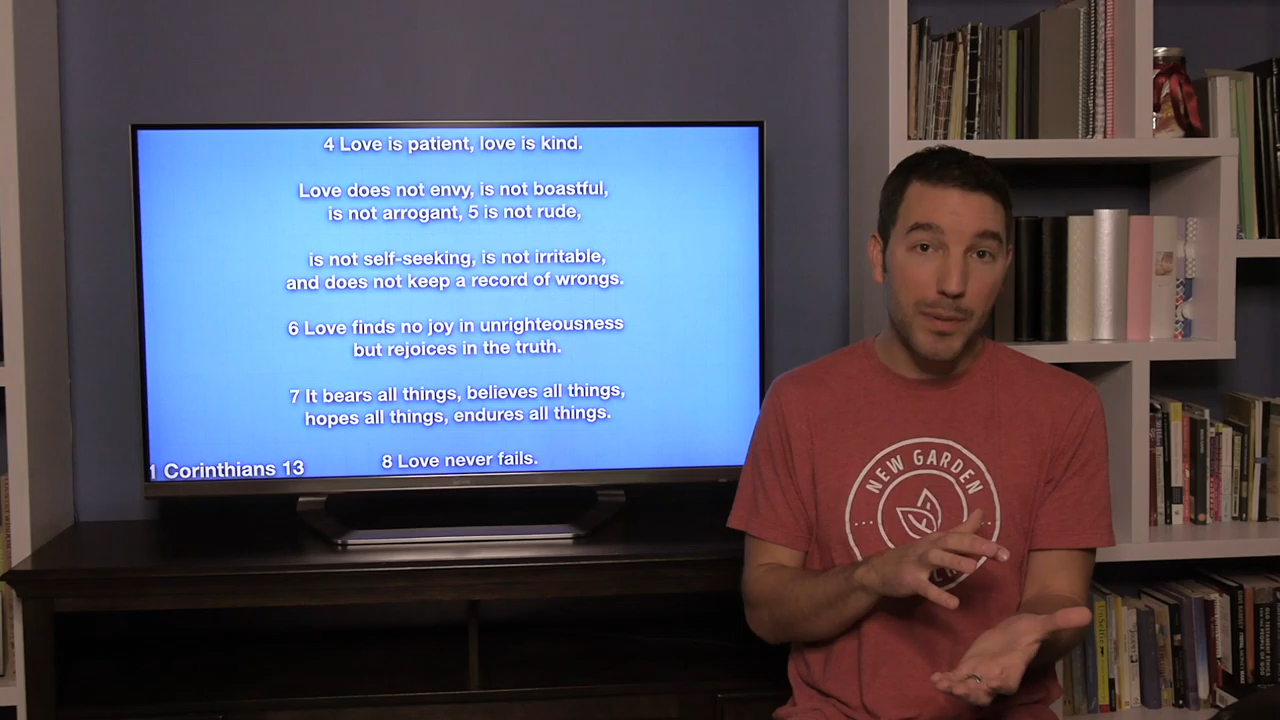 4 Love is patient, love is kind.
Love does not envy, is not boastful,
is not arrogant, 5 is not rude,
is not self-seeking, is not irritable,
and does not keep a record of wrongs.
6 Love finds no joy in unrighteousness
but rejoices in the truth.
7 It bears all things, believes all things,
hopes all things, endures all things.
8 Love never fails.
1 Corinthians 13
NEW GARDEN